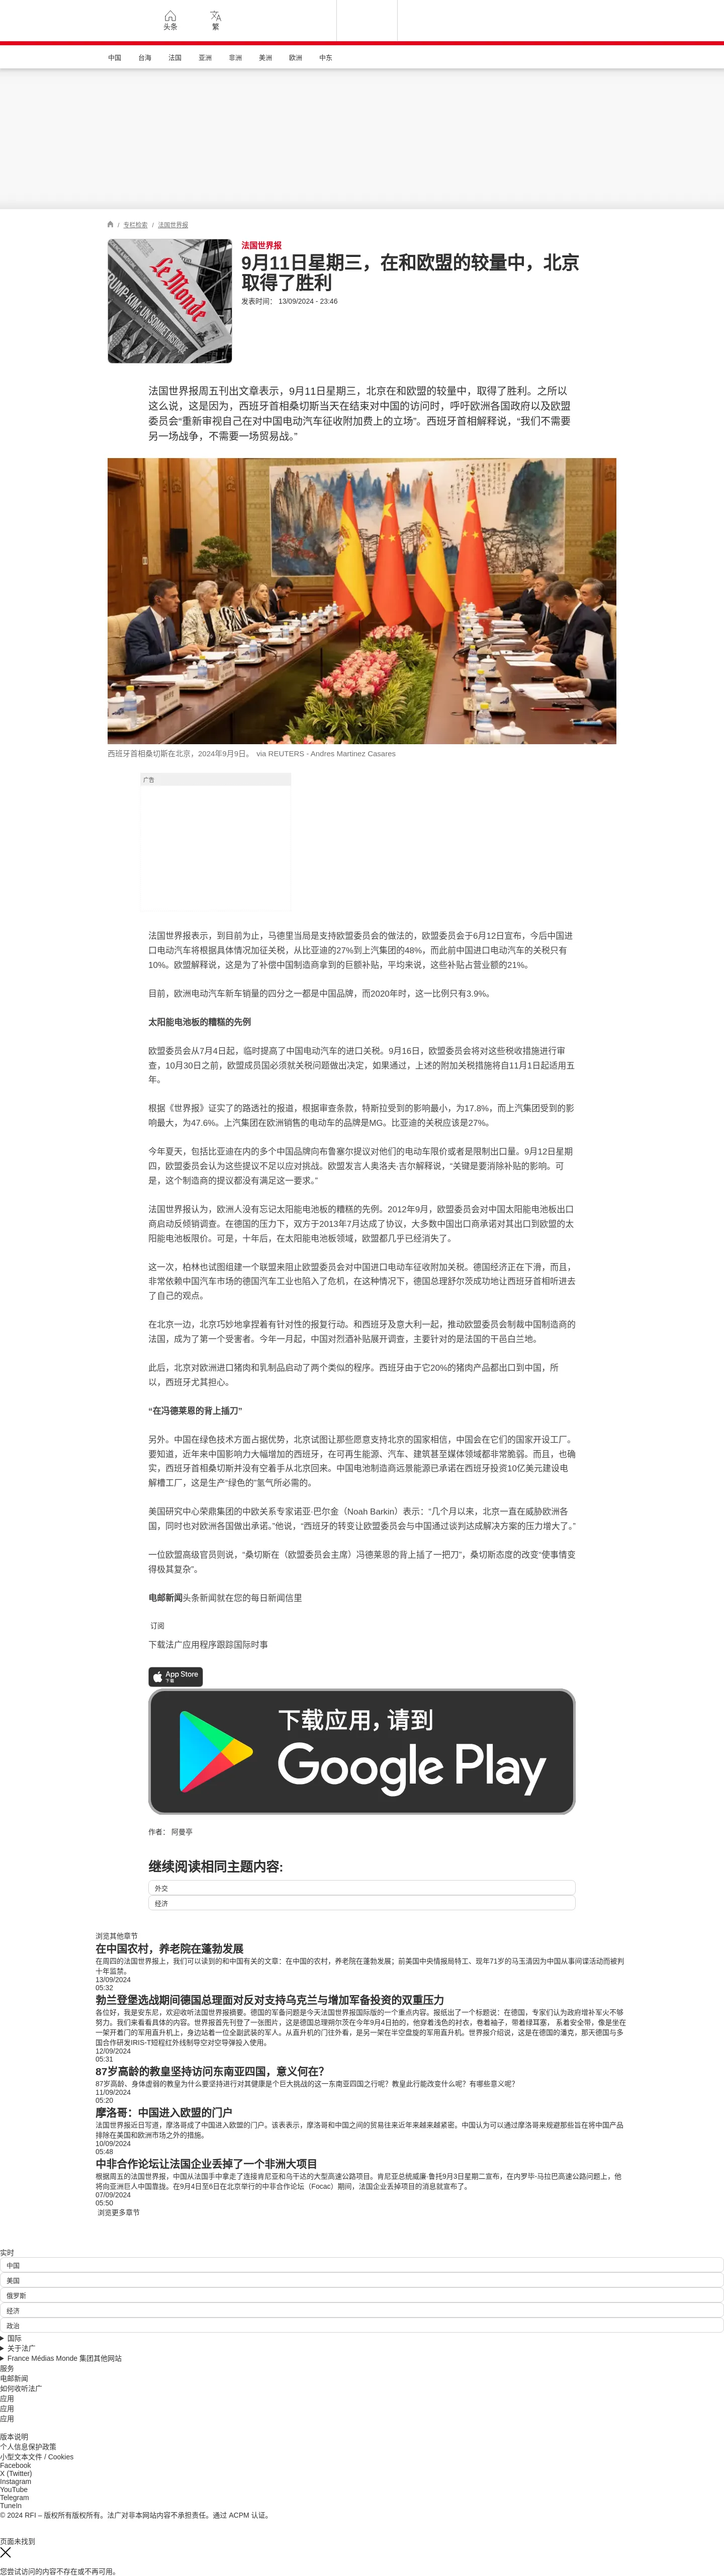 头条
繁
中国 台海 法国 亚洲 非洲 美洲 欧洲 中东
/ 专栏检索 / 法国世界报
法国世界报
9月11日星期三，在和欧盟的较量中，北京
取得了胜利
发表时间： 13/09/2024 - 23:46
TRUMP-KIM: UN SOMMET HISTORIQUE
Le Monde
法国世界报周五刊出文章表示，9月11日星期三，北京在和欧盟的较量中，取得了胜利。之所以
这么说，这是因为，西班牙首相桑切斯当天在结束对中国的访问时，呼吁欧洲各国政府以及欧盟
委员会“重新审视自己在对中国电动汽车征收附加费上的立场”。西班牙首相解释说，“我们不需要
另一场战争，不需要一场贸易战。”
西班牙首相桑切斯在北京，2024年9月9日。 via REUTERS - Andres Martinez Casares
广告
法国世界报表示，到目前为止，马德里当局是支持欧盟委员会的做法的，欧盟委员会于6月12日宣布，今后中国进
口电动汽车将根据具体情况加征关税，从比亚迪的27%到上汽集团的48%，而此前中国进口电动汽车的关税只有
10%。欧盟解释说，这是为了补偿中国制造商拿到的巨额补贴，平均来说，这些补贴占营业额的21%。
目前，欧洲电动汽车新车销量的四分之一都是中国品牌，而2020年时，这一比例只有3.9%。
太阳能电池板的糟糕的先例
欧盟委员会从7月4日起，临时提高了中国电动汽车的进口关税。9月16日，欧盟委员会将对这些税收措施进行审
查，10月30日之前，欧盟成员国必须就关税问题做出决定，如果通过，上述的附加关税措施将自11月1日起适用五
年。
根据《世界报》证实了的路透社的报道，根据审查条款，特斯拉受到的影响最小，为17.8%，而上汽集团受到的影
响最大，为47.6%。上汽集团在欧洲销售的电动车的品牌是MG。比亚迪的关税应该是27%。
今年夏天，包括比亚迪在内的多个中国品牌向布鲁塞尔提议对他们的电动车限价或者是限制出口量。9月12日星期
四，欧盟委员会认为这些提议不足以应对挑战。欧盟发言人奥洛夫·吉尔解释说，“关键是要消除补贴的影响。可
是，这个制造商的提议都没有满足这一要求。”
法国世界报认为，欧洲人没有忘记太阳能电池板的糟糕的先例。2012年9月，欧盟委员会对中国太阳能电池板出口
商启动反倾销调查。在德国的压力下，双方于2013年7月达成了协议，大多数中国出口商承诺对其出口到欧盟的太
阳能电池板限价。可是，十年后，在太阳能电池板领域，欧盟都几乎已经消失了。
这一次，柏林也试图组建一个联盟来阻止欧盟委员会对中国进口电动车征收附加关税。德国经济正在下滑，而且，
非常依赖中国汽车市场的德国汽车工业也陷入了危机，在这种情况下，德国总理舒尔茨成功地让西班牙首相听进去
了自己的观点。
在北京一边，北京巧妙地拿捏着有针对性的报复行动。和西班牙及意大利一起，推动欧盟委员会制裁中国制造商的
法国，成为了第一个受害者。今年一月起，中国对烈酒补贴展开调查，主要针对的是法国的干邑白兰地。
此后，北京对欧洲进口猪肉和乳制品启动了两个类似的程序。西班牙由于它20%的猪肉产品都出口到中国，所
以，西班牙尤其担心。
“在冯德莱恩的背上插刀”
另外。中国在绿色技术方面占据优势，北京试图让那些愿意支持北京的国家相信，中国会在它们的国家开设工厂。
要知道，近年来中国影响力大幅增加的西班牙，在可再生能源、汽车、建筑甚至媒体领域都非常脆弱。而且，也确
实，西班牙首相桑切斯并没有空着手从北京回来。中国电池制造商远景能源已承诺在西班牙投资10亿美元建设电
解槽工厂，这是生产“绿色的”氢气所必需的。
美国研究中心荣鼎集团的中欧关系专家诺亚·巴尔金（Noah Barkin）表示：“几个月以来，北京一直在威胁欧洲各
国，同时也对欧洲各国做出承诺。”他说，“西班牙的转变让欧盟委员会与中国通过谈判达成解决方案的压力增大了。”
一位欧盟高级官员则说，“桑切斯在（欧盟委员会主席）冯德莱恩的背上插了一把刀”，桑切斯态度的改变“使事情变
得极其复杂”。
电邮新闻头条新闻就在您的每日新闻信里
订阅
下载法广应用程序跟踪国际时事
App Store
下载
下载应用，请到
Google Play
作者： 阿曼亭
继续阅读相同主题内容:
外交
经济
浏览其他章节
在中国农村，养老院在蓬勃发展
在周四的法国世界报上，我们可以读到的和中国有关的文章：在中国的农村，养老院在蓬勃发展；前美国中央情报局特工、现年71岁的马玉清因为中国从事间谍活动而被判
十年监禁。
13/09/2024
05:32
勃兰登堡选战期间德国总理面对反对支持乌克兰与增加军备投资的双重压力
各位好，我是安东尼，欢迎收听法国世界报摘要。德国的军备问题是今天法国世界报国际版的一个重点内容。报纸出了一个标题说：在德国，专家们认为政府增补军火不够
努力。我们来看看具体的内容。世界报首先刊登了一张图片，这是德国总理朔尔茨在今年9月4日拍的，他穿着浅色的衬衣，卷着袖子，带着绿耳塞， 系着安全带，像是坐在
一架开着门的军用直升机上，身边站着一位全副武装的军人。从直升机的门往外看，是另一架在半空盘旋的军用直升机。世界报介绍说，这是在德国的潘克，那天德国与多
国合作研发IRIS-T短程红外线制导空对空导弹投入使用。
12/09/2024
05:31
87岁高龄的教皇坚持访问东南亚四国，意义何在？
87岁高龄、身体虚弱的教皇为什么要坚持进行对其健康是个巨大挑战的这一东南亚四国之行呢？教皇此行能改变什么呢？有哪些意义呢？
11/09/2024
05:20
摩洛哥：中国进入欧盟的门户
法国世界报近日写道，摩洛哥成了中国进入欧盟的门户。该表表示，摩洛哥和中国之间的贸易往来近年来越来越紧密。中国认为可以通过摩洛哥来规避那些旨在将中国产品
排除在美国和欧洲市场之外的措施。
10/09/2024
05:48
中非合作论坛让法国企业丢掉了一个非洲大项目
根据周五的法国世界报，中国从法国手中拿走了连接肯尼亚和乌干达的大型高速公路项目。肯尼亚总统威廉·鲁托9月3日星期二宣布，在内罗毕-马拉巴高速公路问题上，他
将向亚洲巨人中国靠拢。在9月4日至6日在北京举行的中非合作论坛（Focac）期间，法国企业丢掉项目的消息就宣布了。
07/09/2024
05:50
浏览更多章节
实时
中国
美国
俄罗斯
经济
政治
国际
关于法广
France Médias Monde 集团其他网站
服务
电邮新闻
如何收听法广
应用
应用
应用
版本说明
个人信息保护政策
小型文本文件 / Cookies
Facebook
X (Twitter)
Instagram
YouTube
Telegram
TuneIn
© 2024 RFI – 版权所有版权所有。法广对非本网站内容不承担责任。通过 ACPM 认证。
页面未找到
您尝试访问的内容不存在或不再可用。